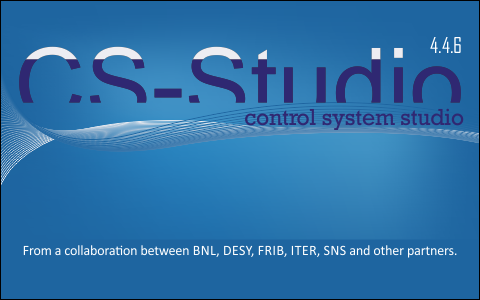 4.4.6
CS-Studio
control system studio
From a collaboration between BNL, DESY, FRIB, ITER, SNS and other partners.